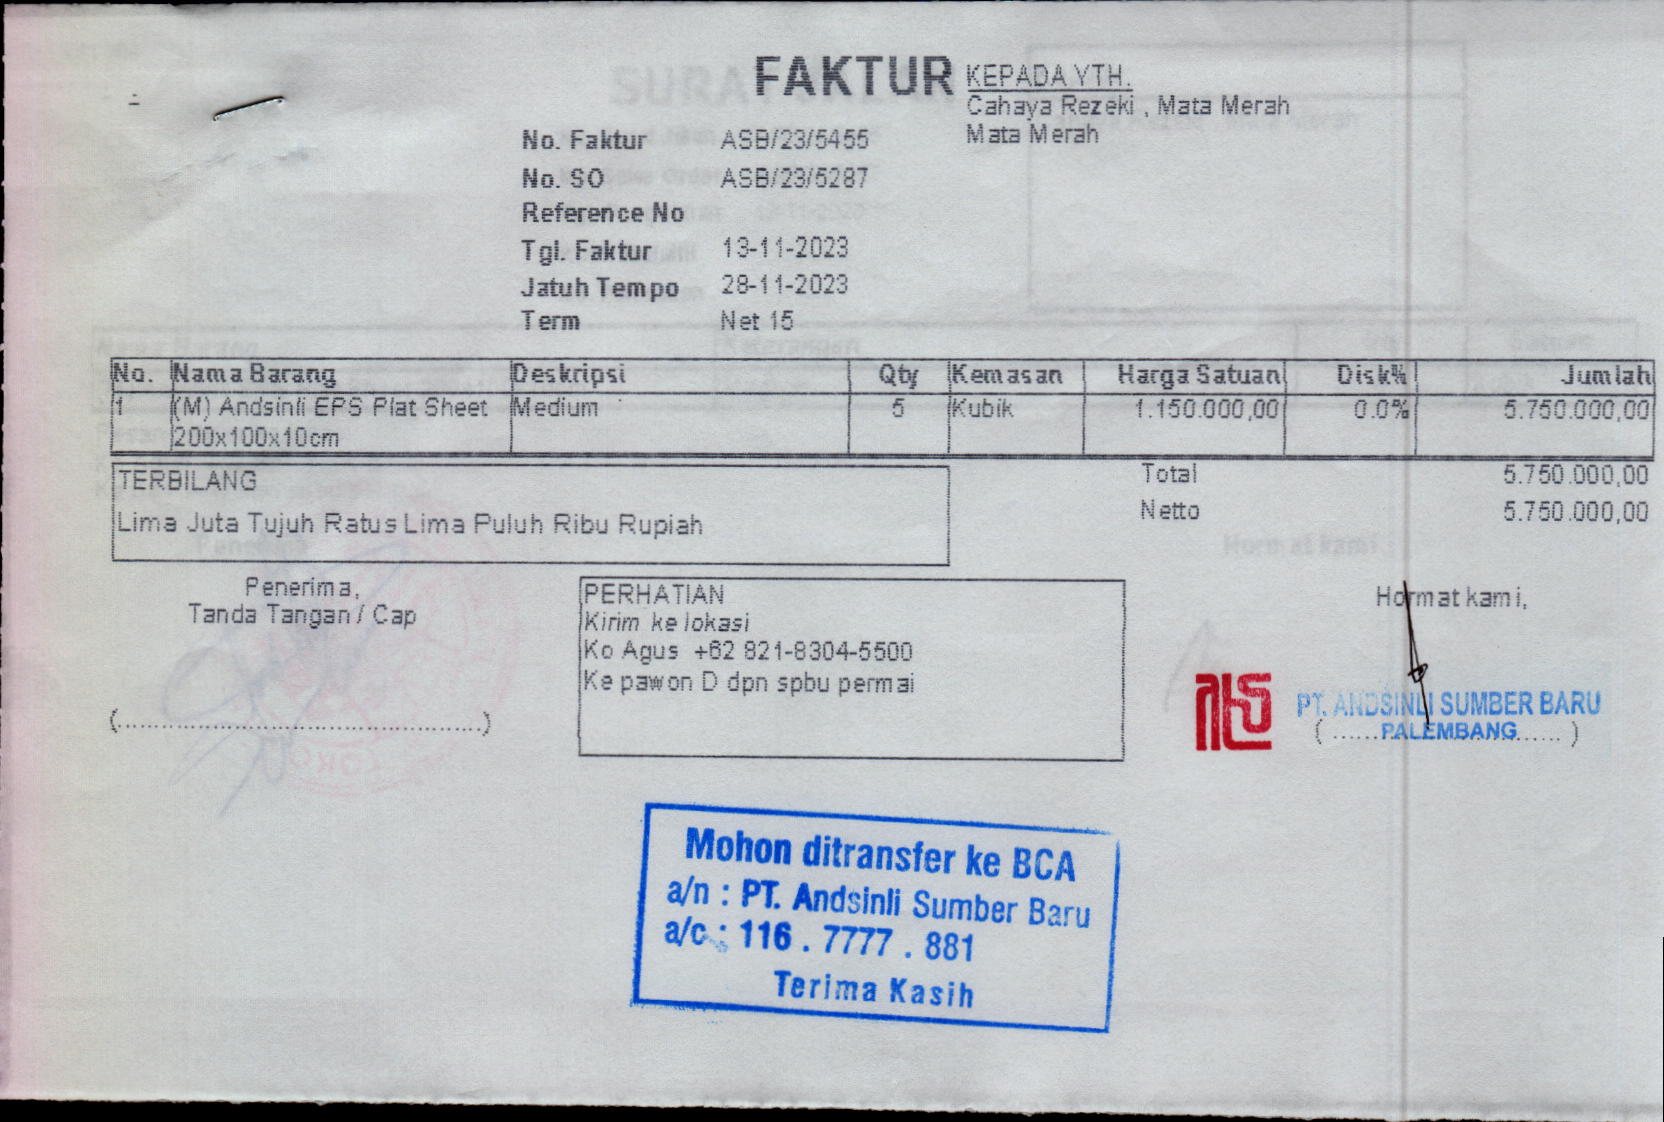 FAKTUR
KEPADA YTH.
Cahaya Rezeki , Mata Merah
Mata Merah
No. Faktur ASB/23/5455
No. SO ASB/23/5287
Reference No
Tgl. Faktur 13-11-2023
Jatuh Tempo 28-11-2023
Term Net 15
No. Nama Barang Deskripsi Qty Kemasan Harga Satuan Disk% Jumlah
1 (M) Andsinli EPS Plat Sheet Medium 5 Kubik 1.150.000,00 0.0% 5.750.000,00
200x100x10cm
TERBILANG
Lima Juta Tujuh Ratus Lima Puluh Ribu Rupiah
Total 5.750.000,00
Netto 5.750.000,00
Penerima,
Tanda Tangan / Cap
(..............................................)
PERHATIAN
Kirim ke lokasi
Ko Agus +62 821-8304-5500
Ke pawon D dpn spbu permai
Hormat kami,
PT. ANDSINLI SUMBER BARU
( ......PALEMBANG...... )
Mohon ditransfer ke BCA
a/n : PT. Andsinli Sumber Baru
a/c : 116 . 7777 . 881
Terima Kasih